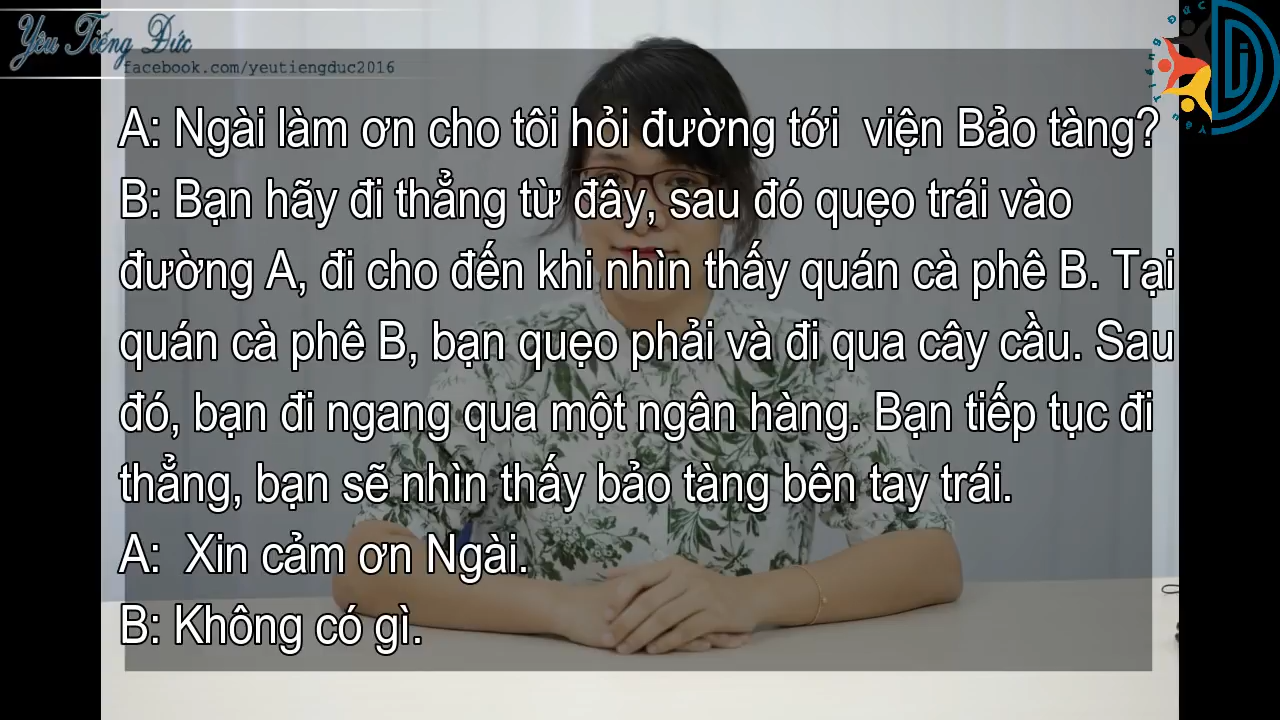 Yêu Tiếng Đức
facebook.com/yeutiengduc2016
A: Ngài làm ơn cho tôi hỏi đường tới viện Bảo tàng?
B: Bạn hãy đi thẳng từ đây, sau đó quẹo trái vào
đường A, đi cho đến khi nhìn thấy quán cà phê B. Tại
quán cà phê B, bạn quẹo phải và đi qua cây cầu. Sau
đó, bạn đi ngang qua một ngân hàng. Bạn tiếp tục đi
thẳng, bạn sẽ nhìn thấy bảo tàng bên tay trái.
A: Xin cảm ơn Ngài.
B: Không có gì.
Yêu Tiếng Đức